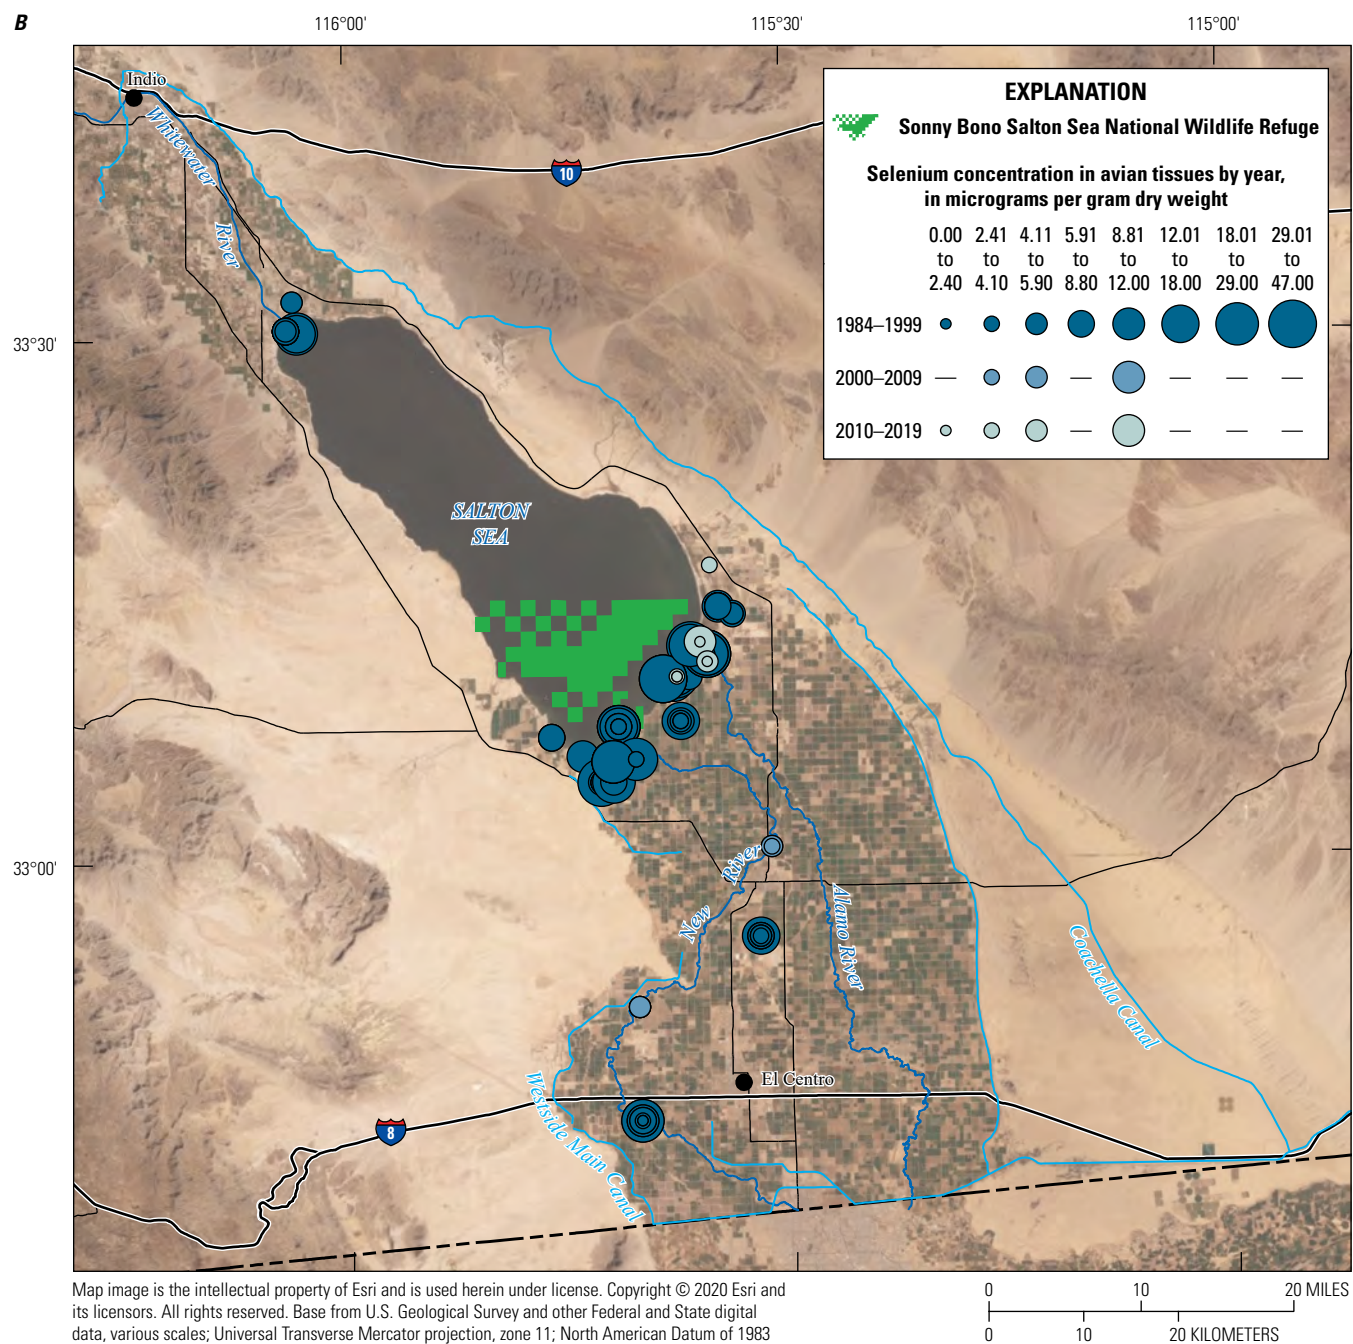 B
116°00'
115°30'
115°00'
Indio
Whitewater
River
10
EXPLANATION
Sonny Bono Salton Sea National Wildlife Refuge
Selenium concentration in avian tissues by year,
in micrograms per gram dry weight
0.00 2.41 4.11 5.91 8.81 12.01 18.01 29.01
to to to to to to to to
2.40 4.10 5.90 8.80 12.00 18.00 29.00 47.00
1984–1999
2000–2009 — — — — —
2010–2019 — — — —
33°30'
SALTON
SEA
33°00'
New
River
Alamo River
Coachella Canal
El Centro
Westside Main Canal
8
Map image is the intellectual property of Esri and is used herein under license. Copyright © 2020 Esri and
its licensors. All rights reserved. Base from U.S. Geological Survey and other Federal and State digital
data, various scales; Universal Transverse Mercator projection, zone 11; North American Datum of 1983
0 10 20 MILES
0 10 20 KILOMETERS